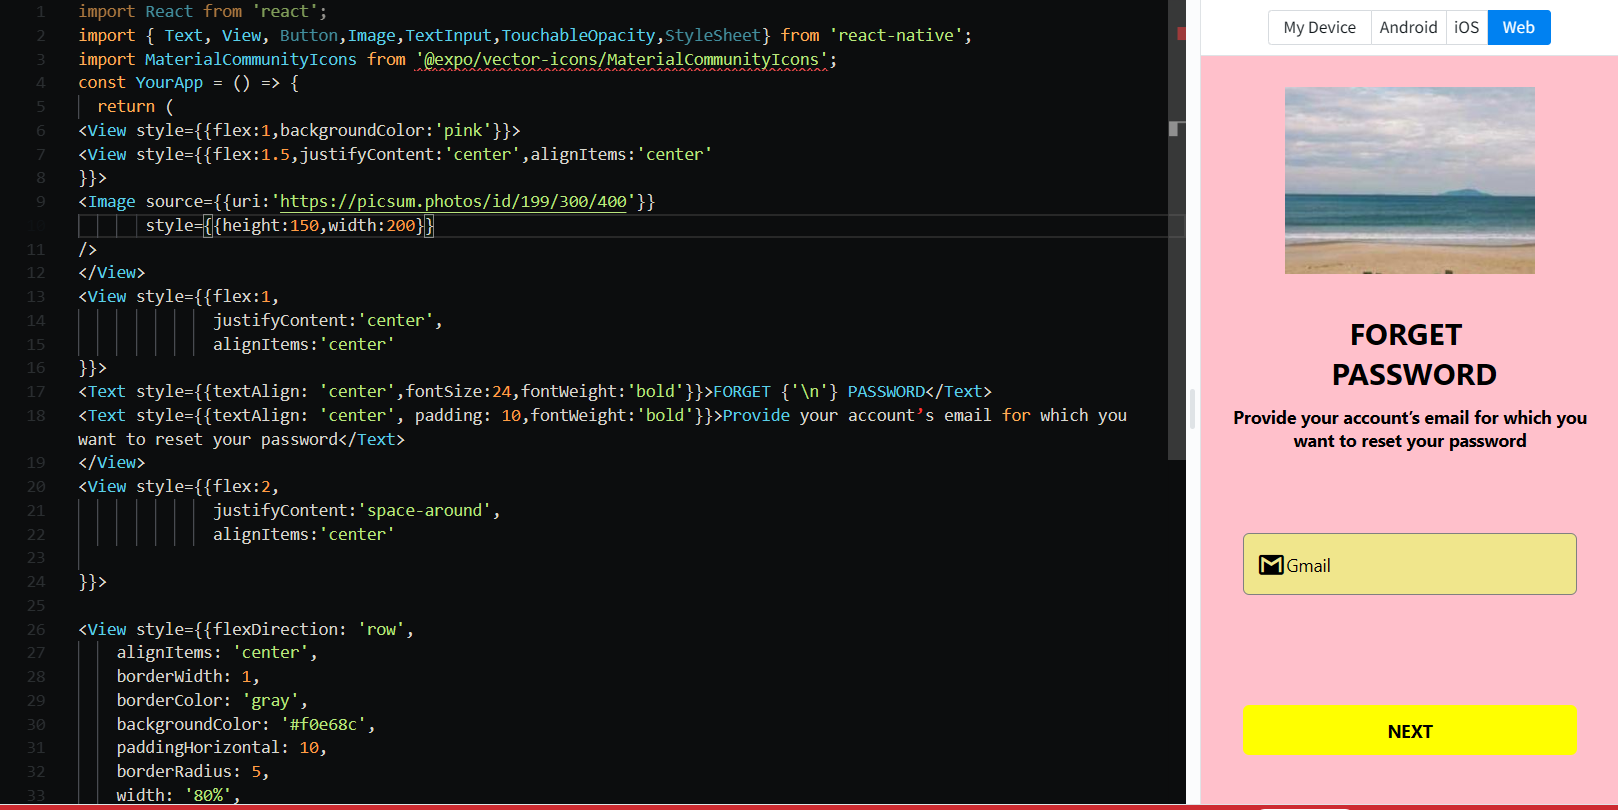 1 import React from 'react';
2 import { Text, View, Button,Image,TextInput,TouchableOpacity,StyleSheet} from 'react-native';
3 import MaterialCommunityIcons from '@expo/vector-icons/MaterialCommunityIcons';
4 const YourApp = () => {
5 return (
6 <View style={{flex:1,backgroundColor:'pink'}}>
7 <View style={{flex:1.5,justifyContent:'center',alignItems:'center'
8 }}>
9 <Image source={{uri:'https://picsum.photos/id/199/300/400'}}
10 style={{height:150,width:200}}
11 />
12 </View>
13 <View style={{flex:1,
14 justifyContent:'center',
15 alignItems:'center'
16 }}>
17 <Text style={{textAlign: 'center',fontSize:24,fontWeight:'bold'}}>FORGET {'\n'} PASSWORD</Text>
18 <Text style={{textAlign: 'center', padding: 10,fontWeight:'bold'}}>Provide your account’s email for which you
want to reset your password</Text>
19 </View>
20 <View style={{flex:2,
21 justifyContent:'space-around',
22 alignItems:'center'
23
24 }}>
25
26 <View style={{flexDirection: 'row',
27 alignItems: 'center',
28 borderWidth: 1,
29 borderColor: 'gray',
30 backgroundColor: '#f0e68c',
31 paddingHorizontal: 10,
32 borderRadius: 5,
33 width: '80%',
My Device Android iOS Web
FORGET
PASSWORD
Provide your account’s email for which you
want to reset your password
Gmail
NEXT